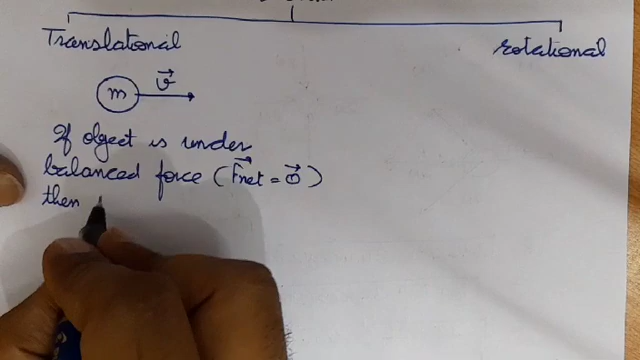 Translational
rotational
m
v⃗
If object is under
balanced force (F⃗net = 0⃗)
then